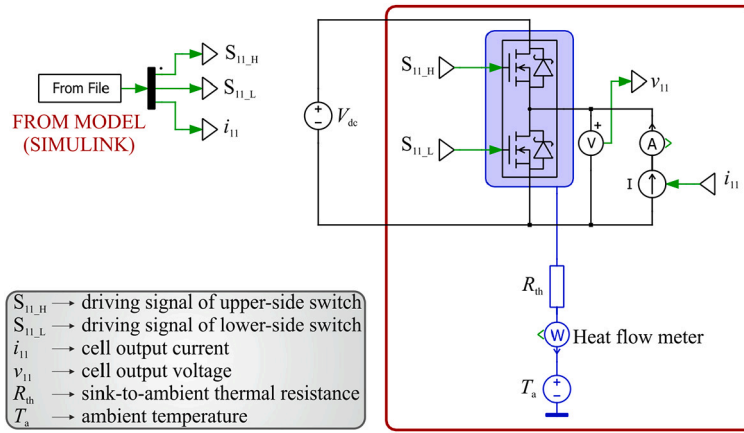 From File
FROM MODEL
(SIMULINK)
S11_H
S11_L
i11
+
−
Vdc
S11_H
S11_L
+
V
v11
A
I
i11
Rth
W
Heat flow meter
Ta
+
−
S11_H → driving signal of upper-side switch
S11_L → driving signal of lower-side switch
i11 → cell output current
v11 → cell output voltage
Rth → sink-to-ambient thermal resistance
Ta → ambient temperature